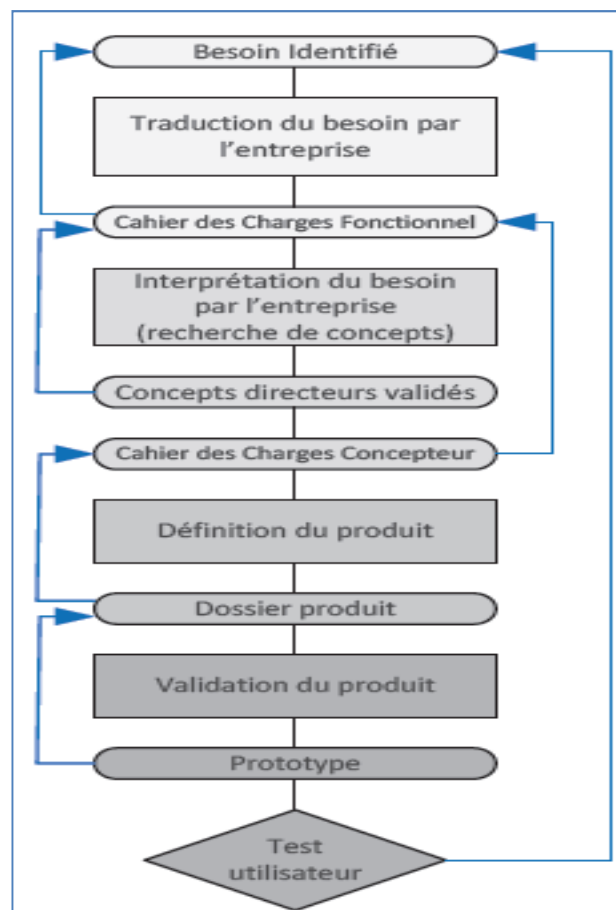 Besoin Identifié
Traduction du besoin par
l'entreprise
Cahier des Charges Fonctionnel
Interprétation du besoin
par l'entreprise
(recherche de concepts)
Concepts directeurs validés
Cahier des Charges Concepteur
Définition du produit
Dossier produit
Validation du produit
Prototype
Test
utilisateur